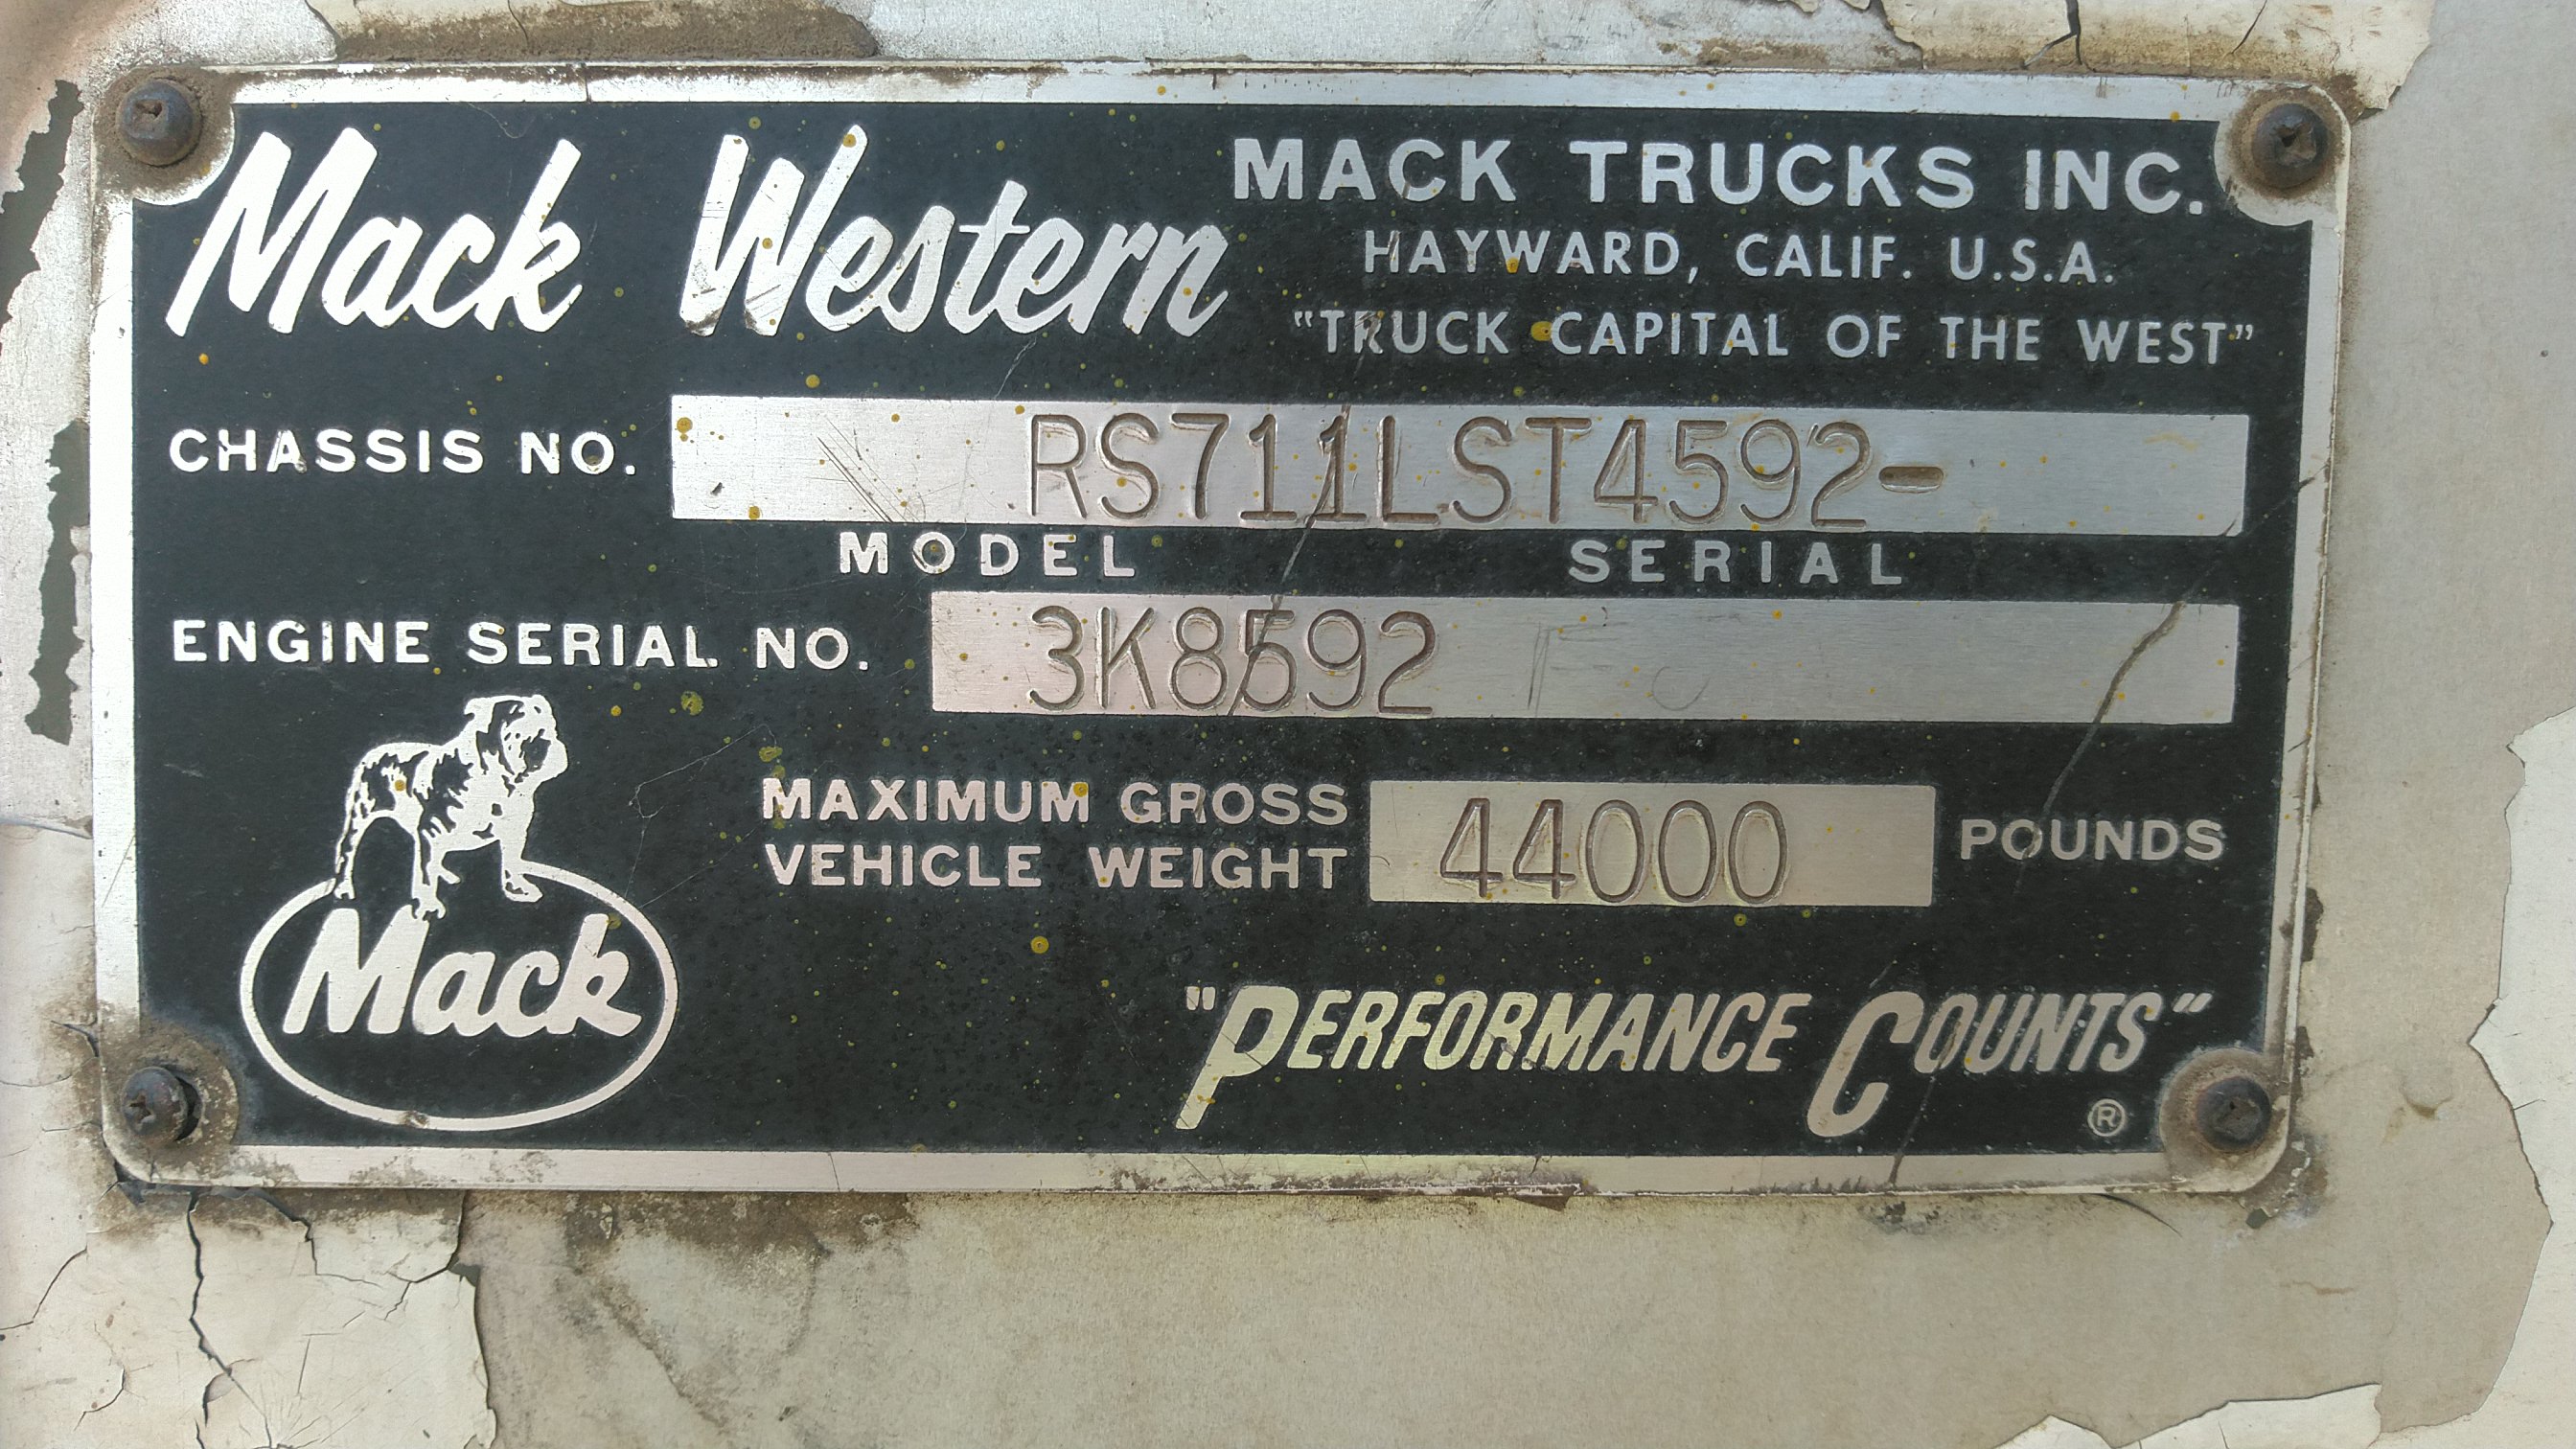 Mack Western
MACK TRUCKS INC.
HAYWARD, CALIF. U.S.A.
"TRUCK CAPITAL OF THE WEST"
CHASSIS NO. RS711LST4592-
MODEL SERIAL
ENGINE SERIAL NO. 3K8592
MAXIMUM GROSS
VEHICLE WEIGHT 44000 POUNDS
Mack
"PERFORMANCE COUNTS"
®